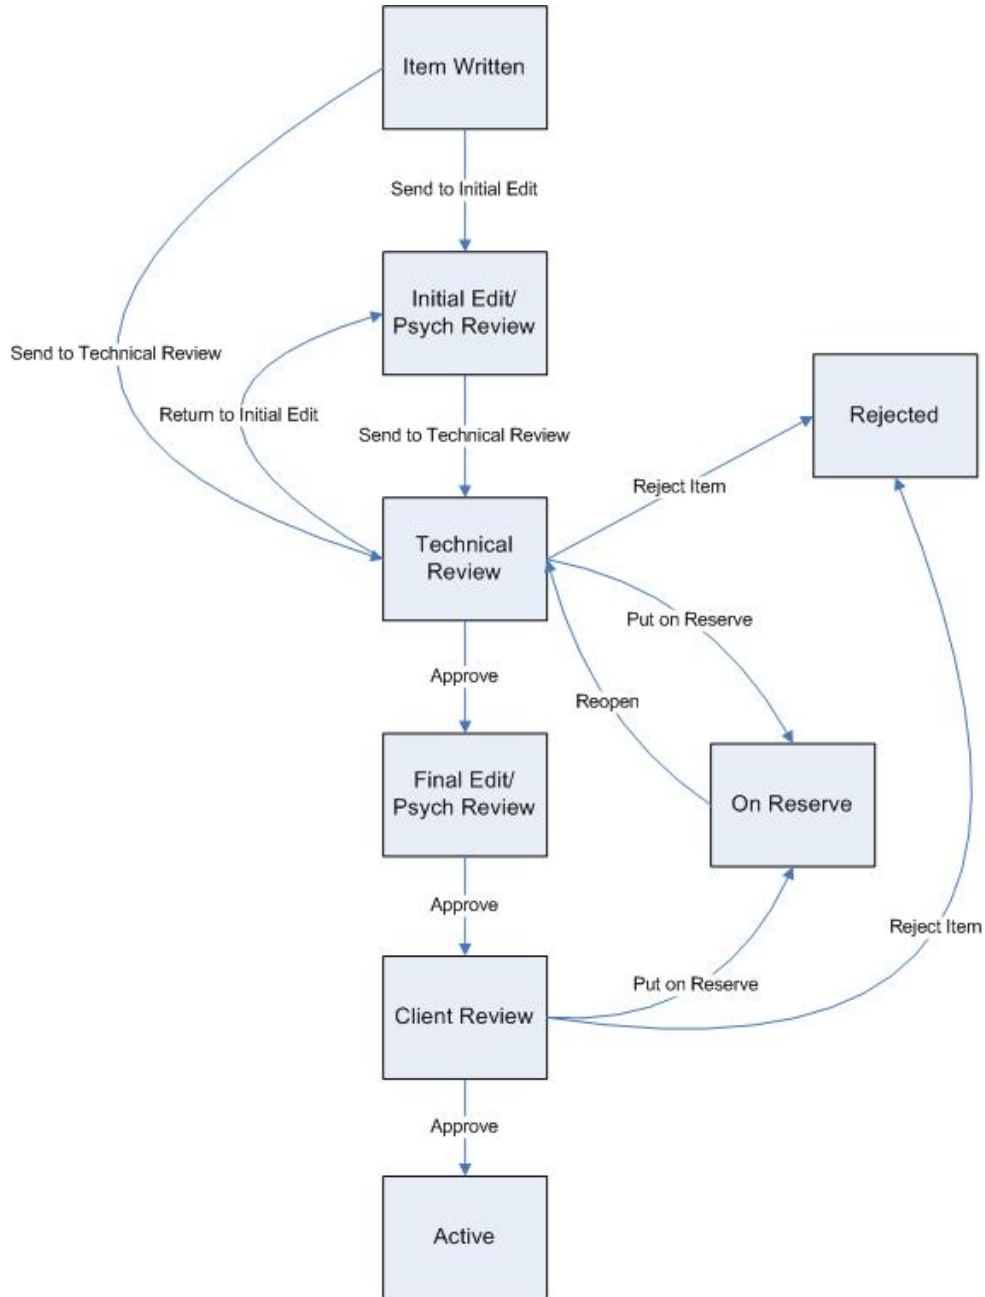 Item Written
Send to Initial Edit
Initial Edit/
Psych Review
Send to Technical Review
Return to Initial Edit
Send to Technical Review
Rejected
Reject Item
Technical
Review
Put on Reserve
Approve
Reopen
Final Edit/
Psych Review
On Reserve
Approve
Reject Item
Put on Reserve
Client Review
Approve
Active